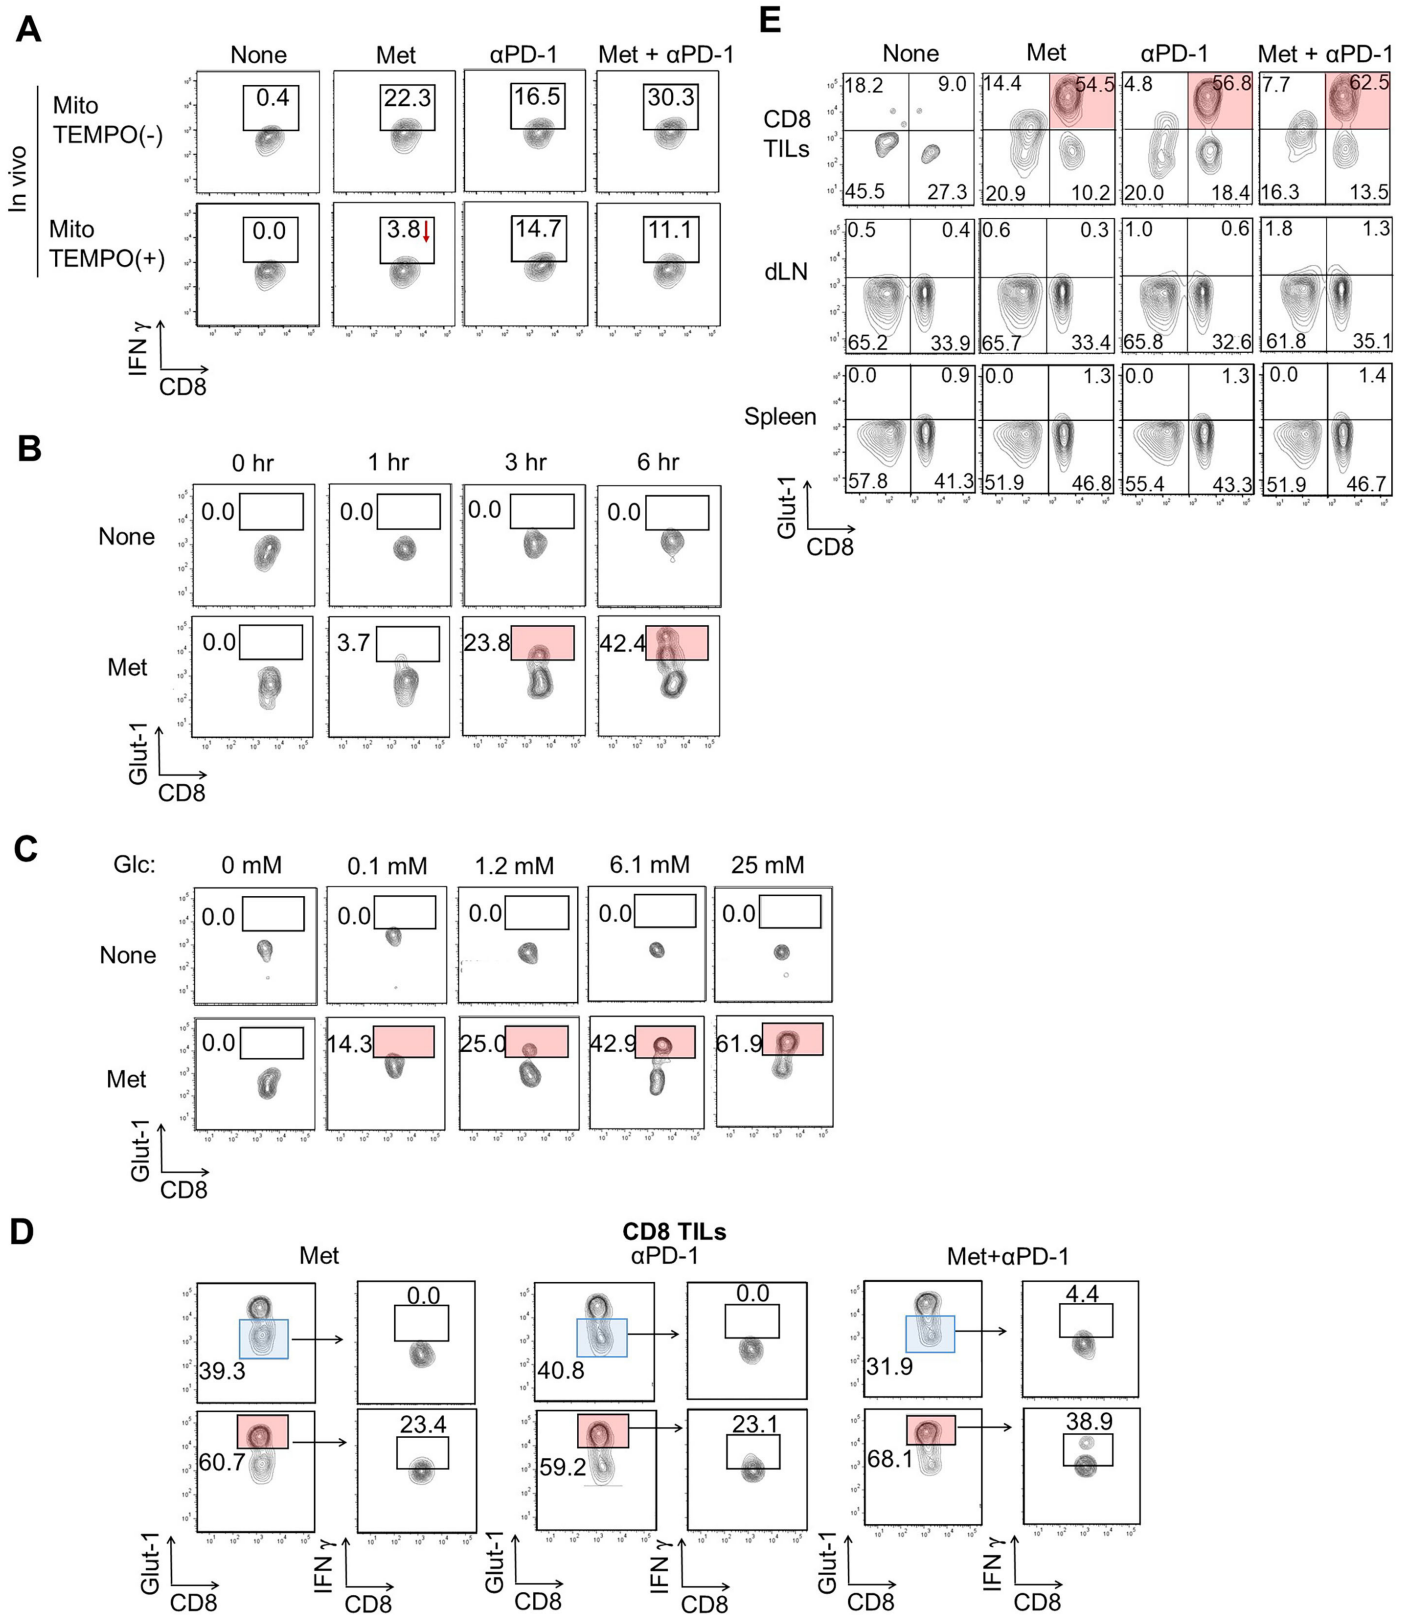 A
None Met αPD-1 Met + αPD-1
In vivo
Mito
TEMPO(-)
0.4 22.3 16.5 30.3
Mito
TEMPO(+)
0.0 3.8 14.7 11.1
IFN γ
CD8
B
0 hr 1 hr 3 hr 6 hr
None
0.0 0.0 0.0 0.0
Met
0.0 3.7 23.8 42.4
Glut-1
CD8
C
Glc: 0 mM 0.1 mM 1.2 mM 6.1 mM 25 mM
None
0.0 0.0 0.0 0.0 0.0
Met
0.0 14.3 25.0 42.9 61.9
Glut-1
CD8
D
CD8 TILs
Met αPD-1 Met+αPD-1
0.0 0.0 4.4
39.3 40.8 31.9
23.4 23.1 38.9
60.7 59.2 68.1
Glut-1 IFN γ Glut-1 IFN γ Glut-1 IFN γ
CD8 CD8 CD8 CD8 CD8 CD8
E
None Met αPD-1 Met + αPD-1
CD8
TILs
18.2 9.0 14.4 54.5 4.8 56.8 7.7 62.5
45.5 27.3 20.9 10.2 20.0 18.4 16.3 13.5
dLN
0.5 0.4 0.6 0.3 1.0 0.6 1.8 1.3
65.2 33.9 65.7 33.4 65.8 32.6 61.8 35.1
Spleen
0.0 0.9 0.0 1.3 0.0 1.3 0.0 1.4
57.8 41.3 51.9 46.8 55.4 43.3 51.9 46.7
Glut-1
CD8